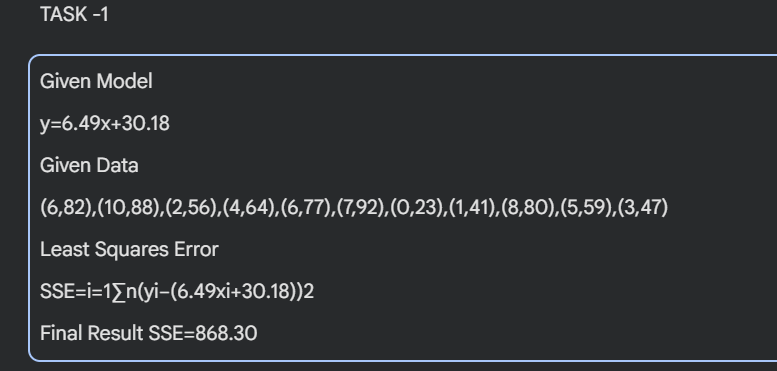 TASK -1
Given Model
y=6.49x+30.18
Given Data
(6,82),(10,88),(2,56),(4,64),(6,77),(7,92),(0,23),(1,41),(8,80),(5,59),(3,47)
Least Squares Error
SSE=i=1∑n(yi−(6.49xi+30.18))2
Final Result SSE=868.30